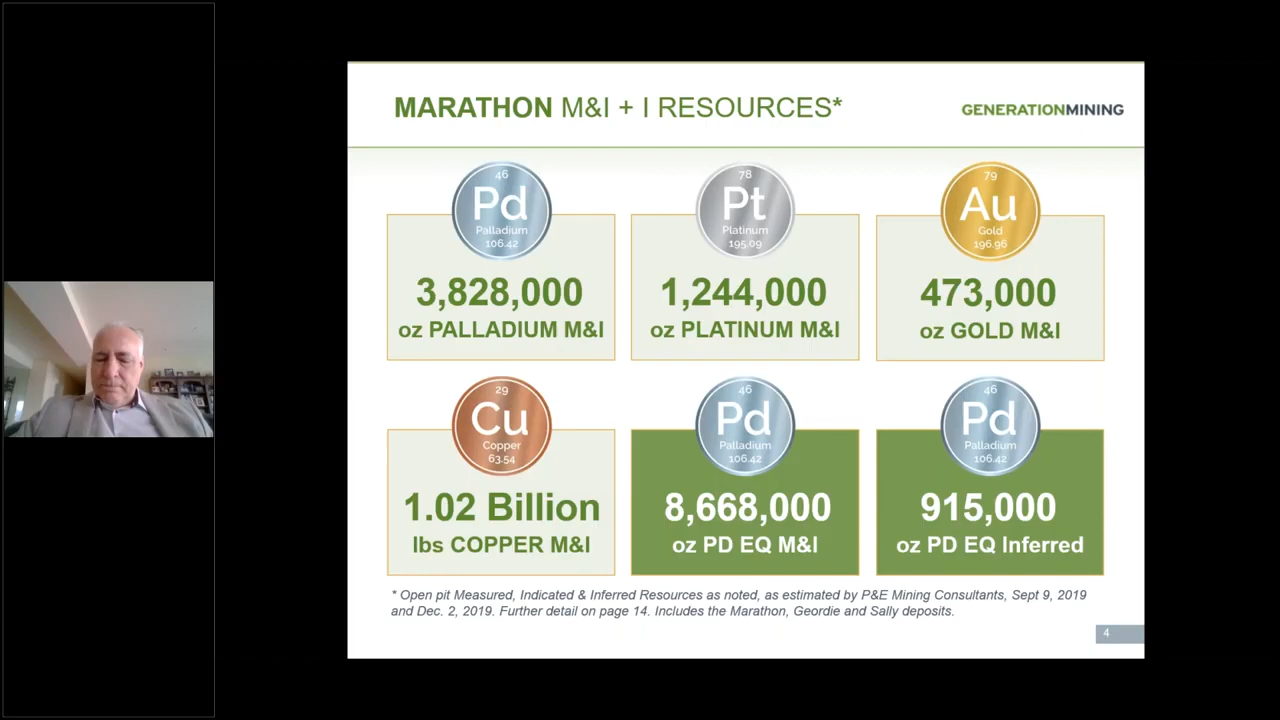 MARATHON M&I + I RESOURCES*
GENERATIONMINING
46
Pd
Palladium
106.42
3,828,000
oz PALLADIUM M&I
78
Pt
Platinum
195.09
1,244,000
oz PLATINUM M&I
79
Au
Gold
196.96
473,000
oz GOLD M&I
29
Cu
Copper
63.54
1.02 Billion
lbs COPPER M&I
46
Pd
Palladium
106.42
8,668,000
oz PD EQ M&I
46
Pd
Palladium
106.42
915,000
oz PD EQ Inferred
* Open pit Measured, Indicated & Inferred Resources as noted, as estimated by P&E Mining Consultants, Sept 9, 2019
and Dec. 2, 2019. Further detail on page 14. Includes the Marathon, Geordie and Sally deposits.
4